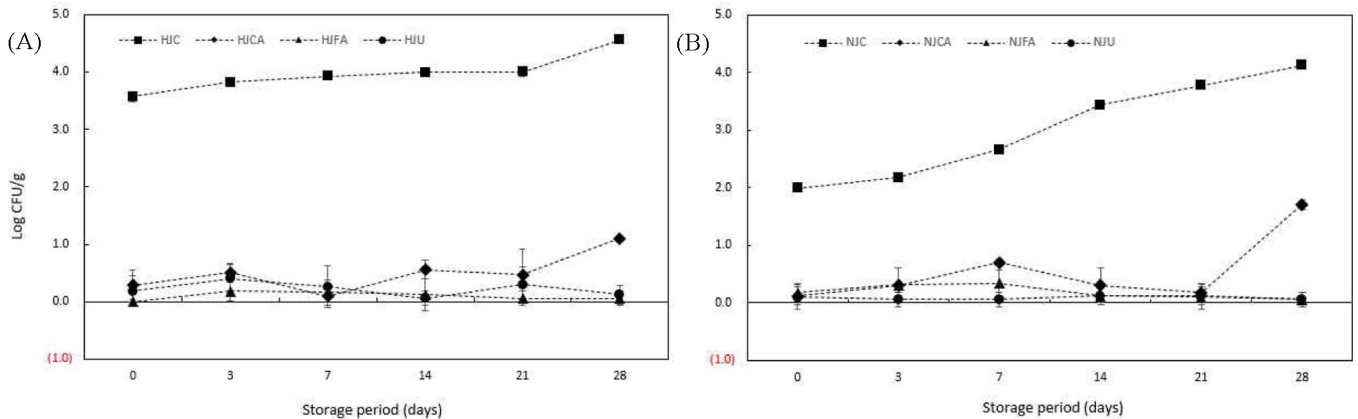 (A)
HJC HJCA HJFA HJU
5.0
4.0
3.0
2.0
1.0
0.0
(1.0)
Log CFU/g
0 3 7 14 21 28
Storage period (days)
(B)
NJC NJCA NJFA NJU
5.0
4.0
3.0
2.0
1.0
0.0
(1.0)
0 3 7 14 21 28
Storage period (days)